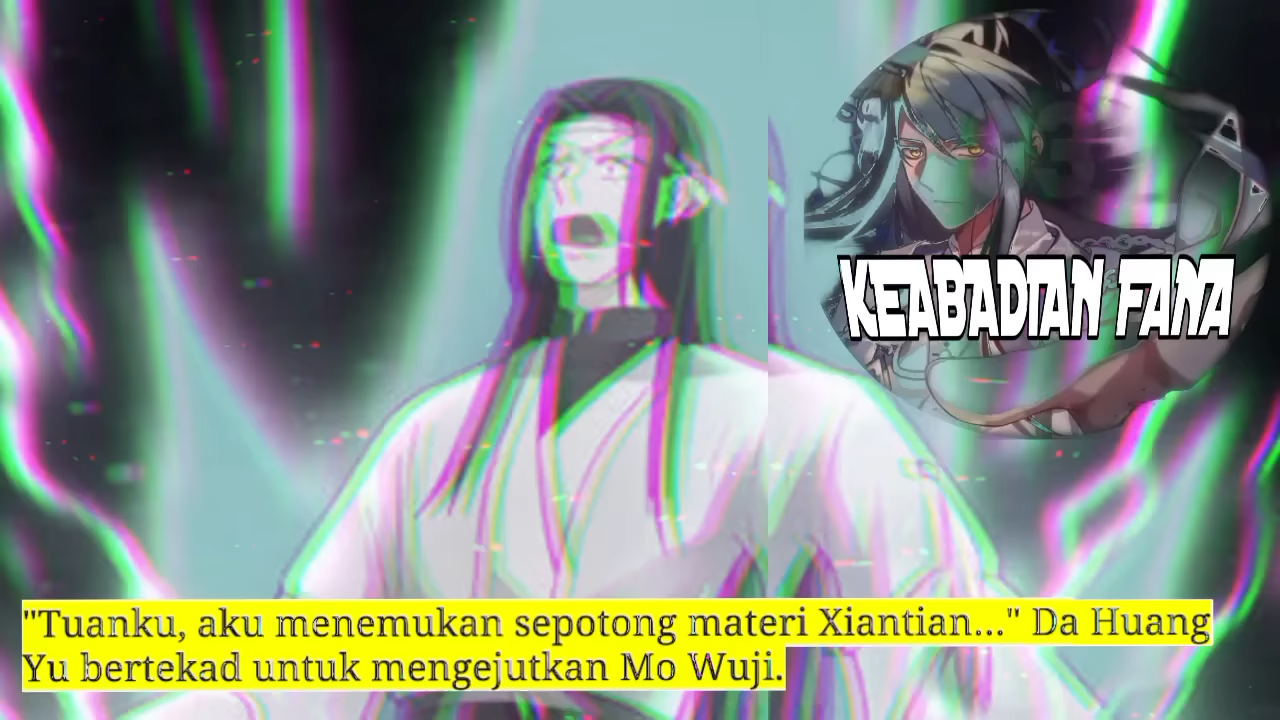 KEABADIAN FANA
"Tuanku, aku menemukan sepotong materi Xiantian..." Da Huang
Yu bertekad untuk mengejutkan Mo Wuji.